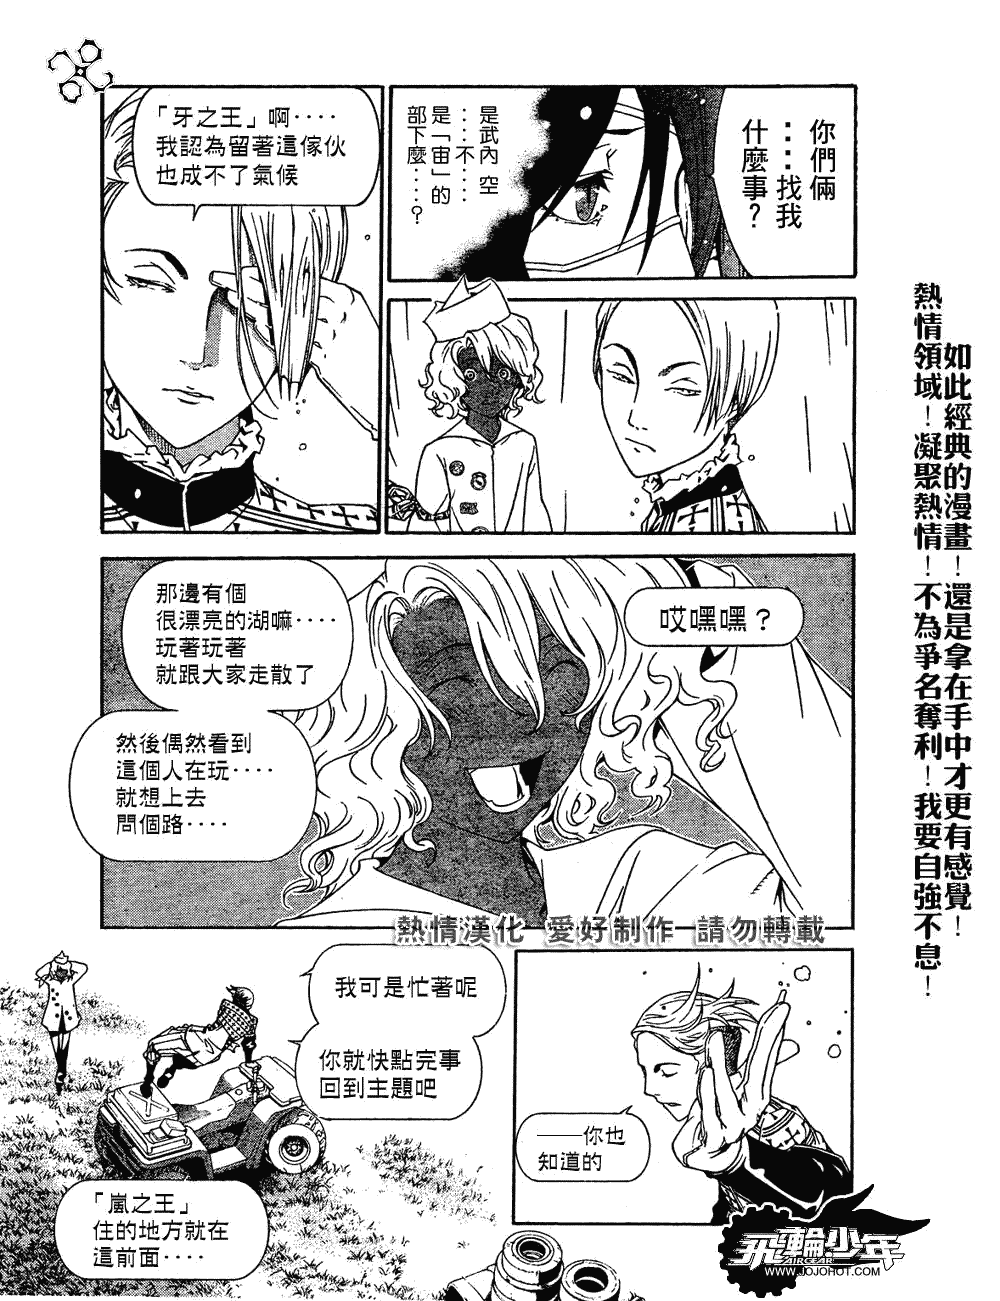 你們倆
‥‥找我
什麼事？
是武內 空
‥‥不‥‥
是「宙」的
部下麼‥‥？
「牙之王」啊‥‥
我認為留著這傢伙
也成不了氣候
哎嘿嘿？
那邊有個
很漂亮的湖嘛‥‥
玩著玩著
就跟大家走散了
然後偶然看到
這個人在玩‥‥
就想上去
問個路‥‥
熱情漢化 愛好制作 請勿轉載
——你也
知道的
我可是忙著呢
你就快點完事
回到主題吧
「嵐之王」
住的地方就在
這前面‥‥
如此經典的漫畫！還是拿在手中才更有感覺！
熱情領域！凝聚熱情！不為爭名奪利！我要自強不息！
飛輪少年
AIRGEAR
WWW.JOJOHOT.COM